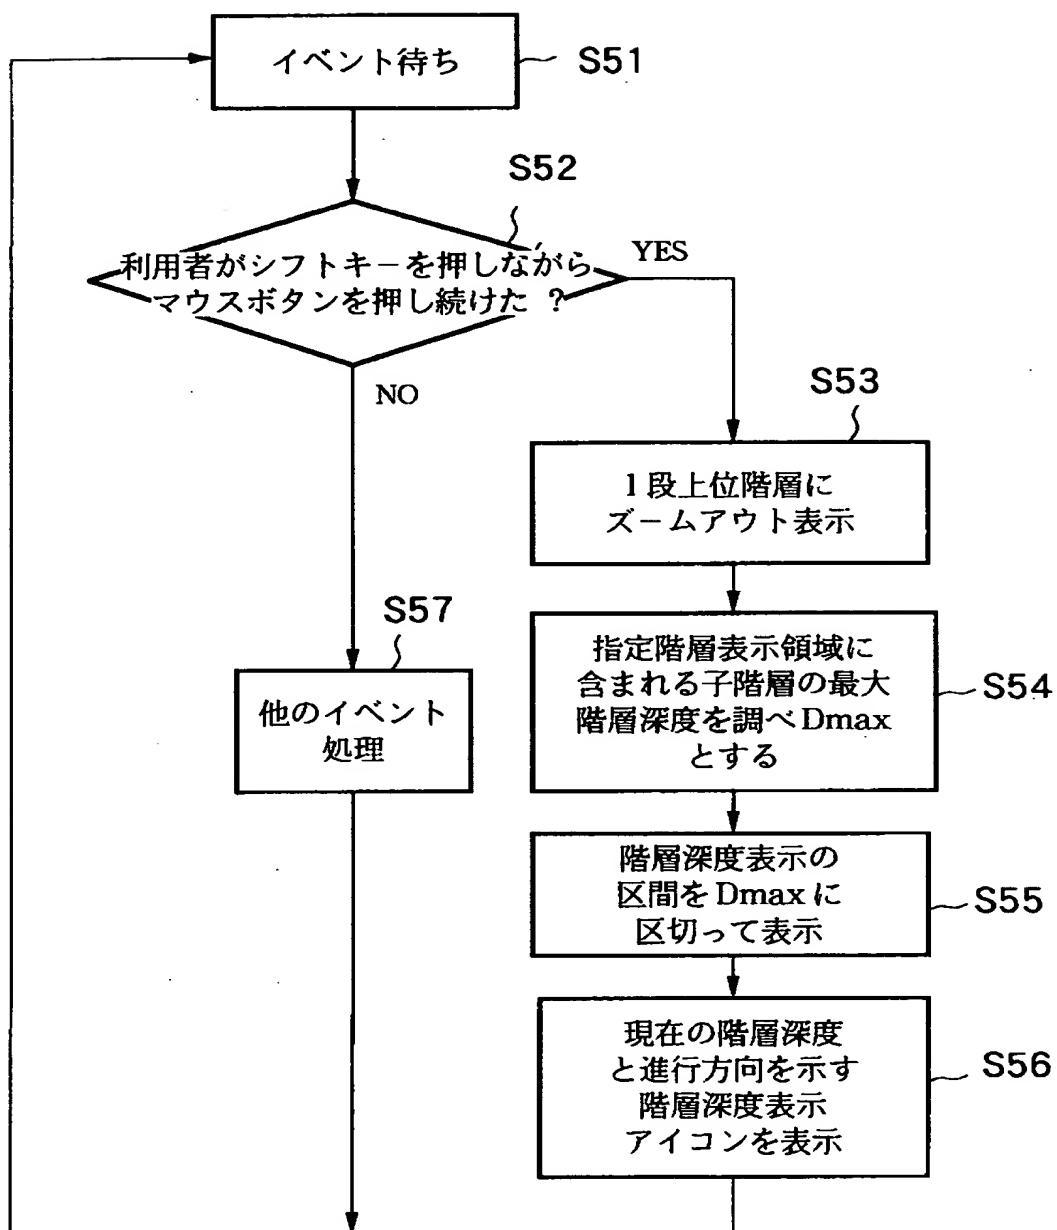 イベント待ち
S51
S52
利用者がシフトキーを押しながら
マウスボタンを押し続けた ?
YES
NO
S53
1段上位階層に
ズームアウト表示
S57
他のイベント
処理
指定階層表示領域に
含まれる子階層の最大
階層深度を調べDmax
とする
S54
階層深度表示の
区間をDmaxに
区切って表示
S55
現在の階層深度
と進行方向を示す
階層深度表示
アイコンを表示
S56